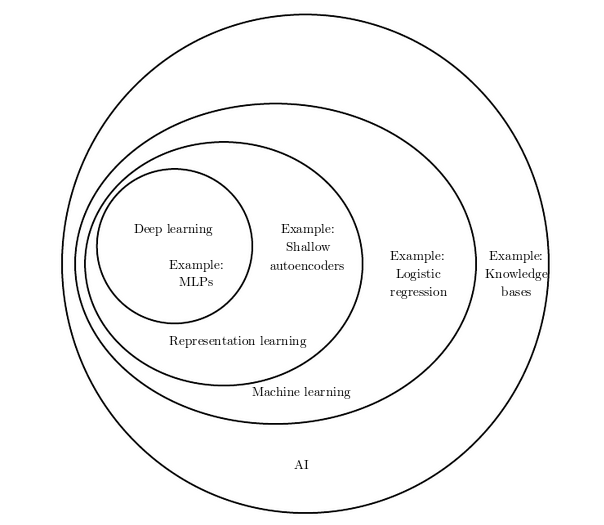 Deep learning
Example:
MLPs
Example:
Shallow
autoencoders
Example:
Logistic
regression
Example:
Knowledge
bases
Representation learning
Machine learning
AI